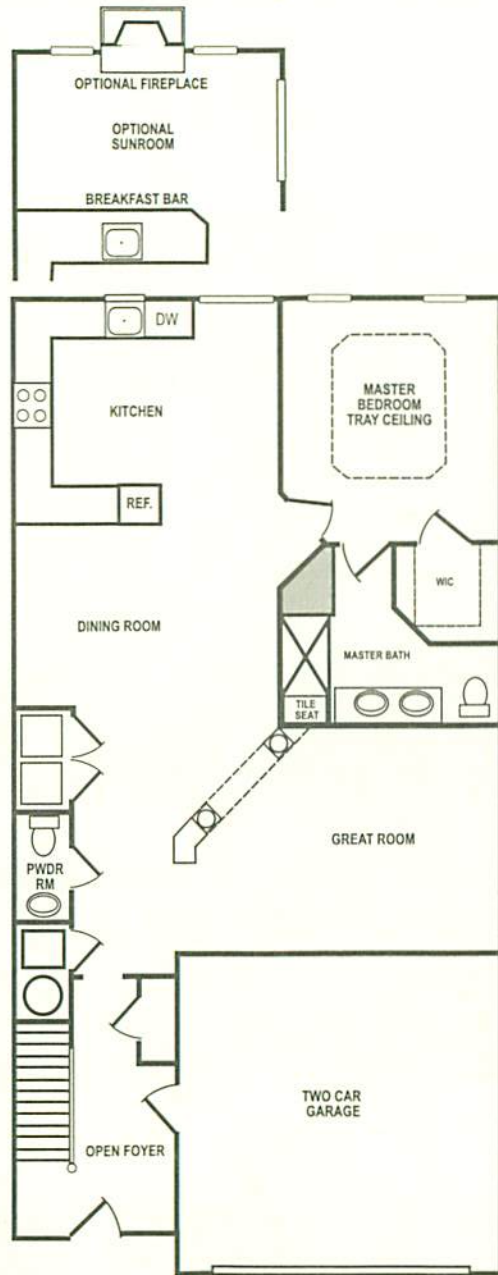 OPTIONAL FIREPLACE
OPTIONAL
SUNROOM
BREAKFAST BAR
DW
KITCHEN
MASTER
BEDROOM
TRAY CEILING
REF.
WIC
DINING ROOM
MASTER BATH
TILE
SEAT
GREAT ROOM
PWDR
RM
TWO CAR
GARAGE
OPEN FOYER